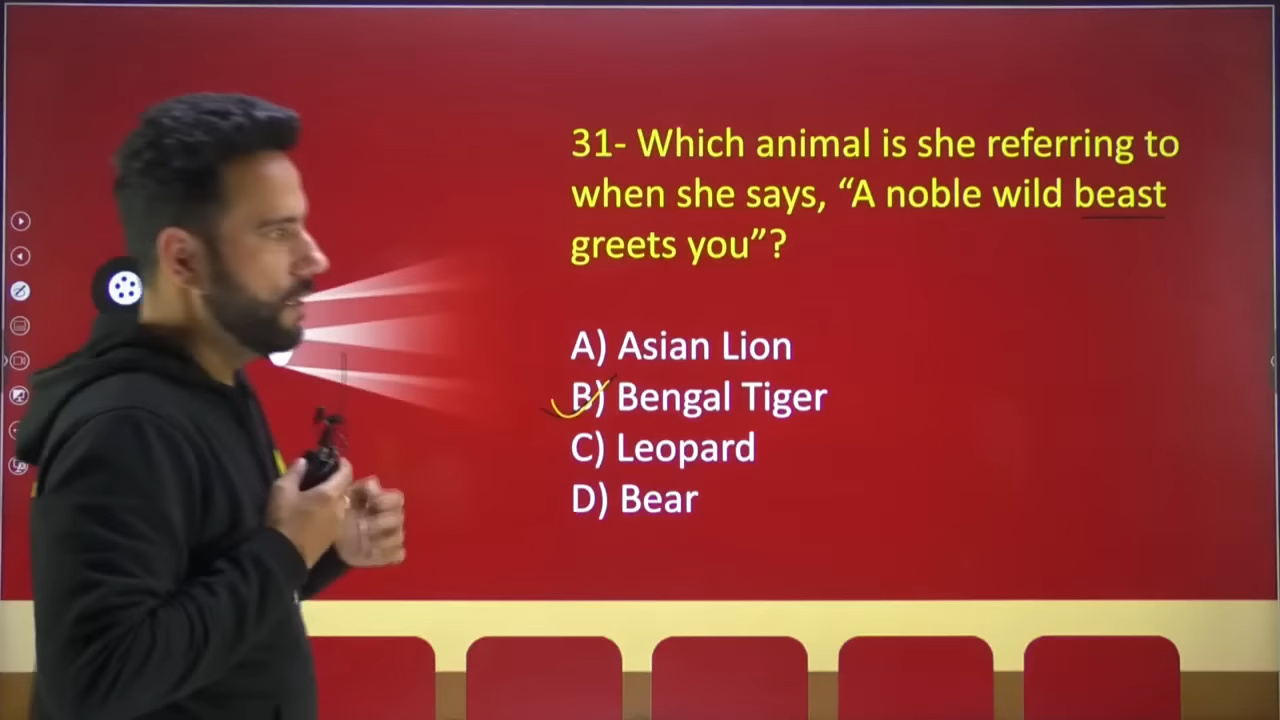 31- Which animal is she referring to
when she says, “A noble wild beast
greets you”?
A) Asian Lion
B) Bengal Tiger
C) Leopard
D) Bear